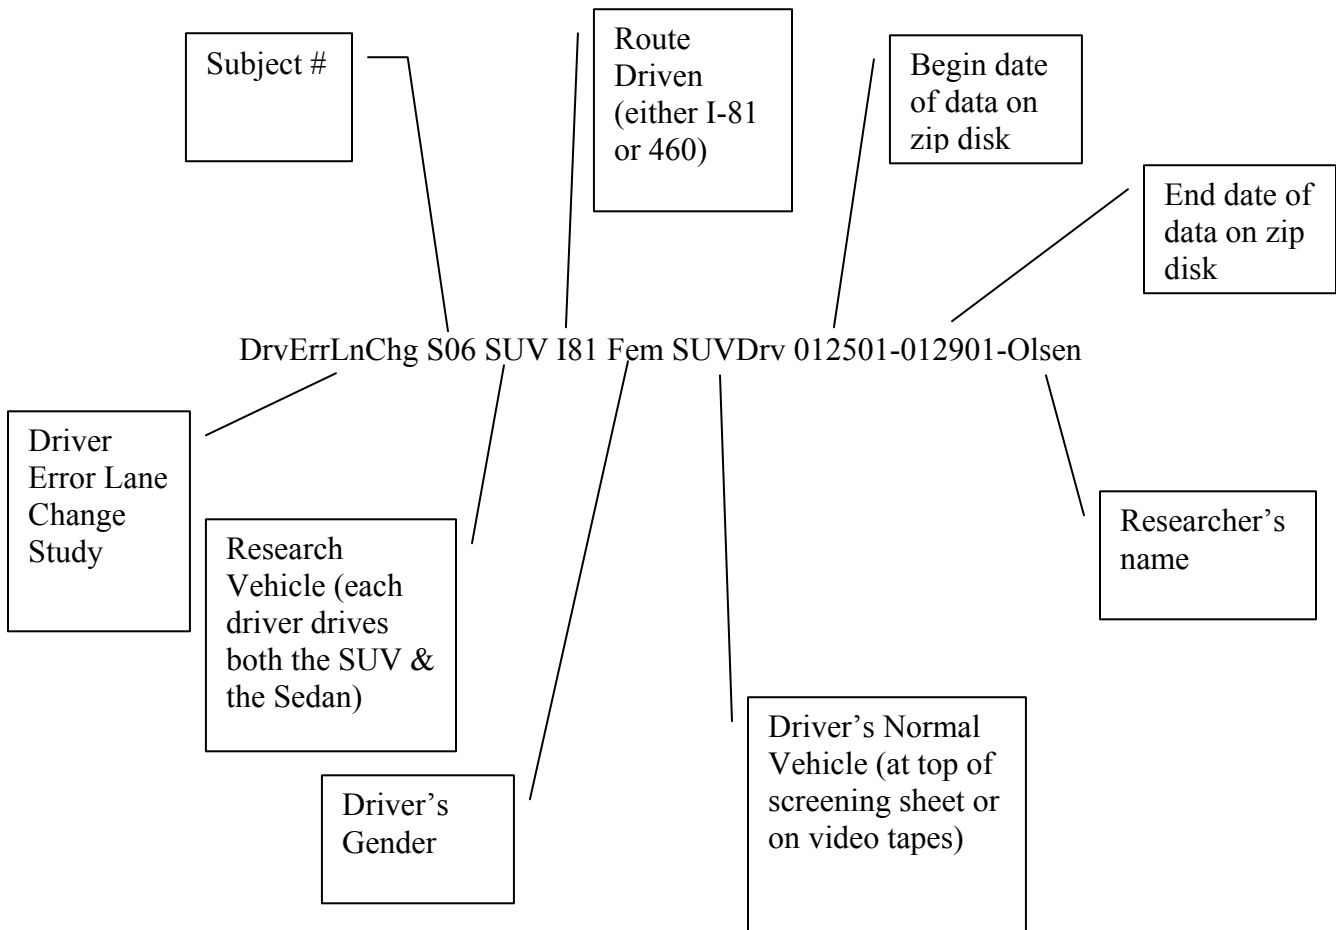 Subject #
Route
Driven
(either I-81
or 460)
Begin date
of data on
zip disk
End date of
data on zip
disk
DrvErrLnChg S06 SUV I81 Fem SUVDrv 012501-012901-Olsen
Driver
Error Lane
Change
Study
Research
Vehicle (each
driver drives
both the SUV &
the Sedan)
Driver’s
Gender
Driver’s Normal
Vehicle (at top of
screening sheet or
on video tapes)
Researcher’s
name